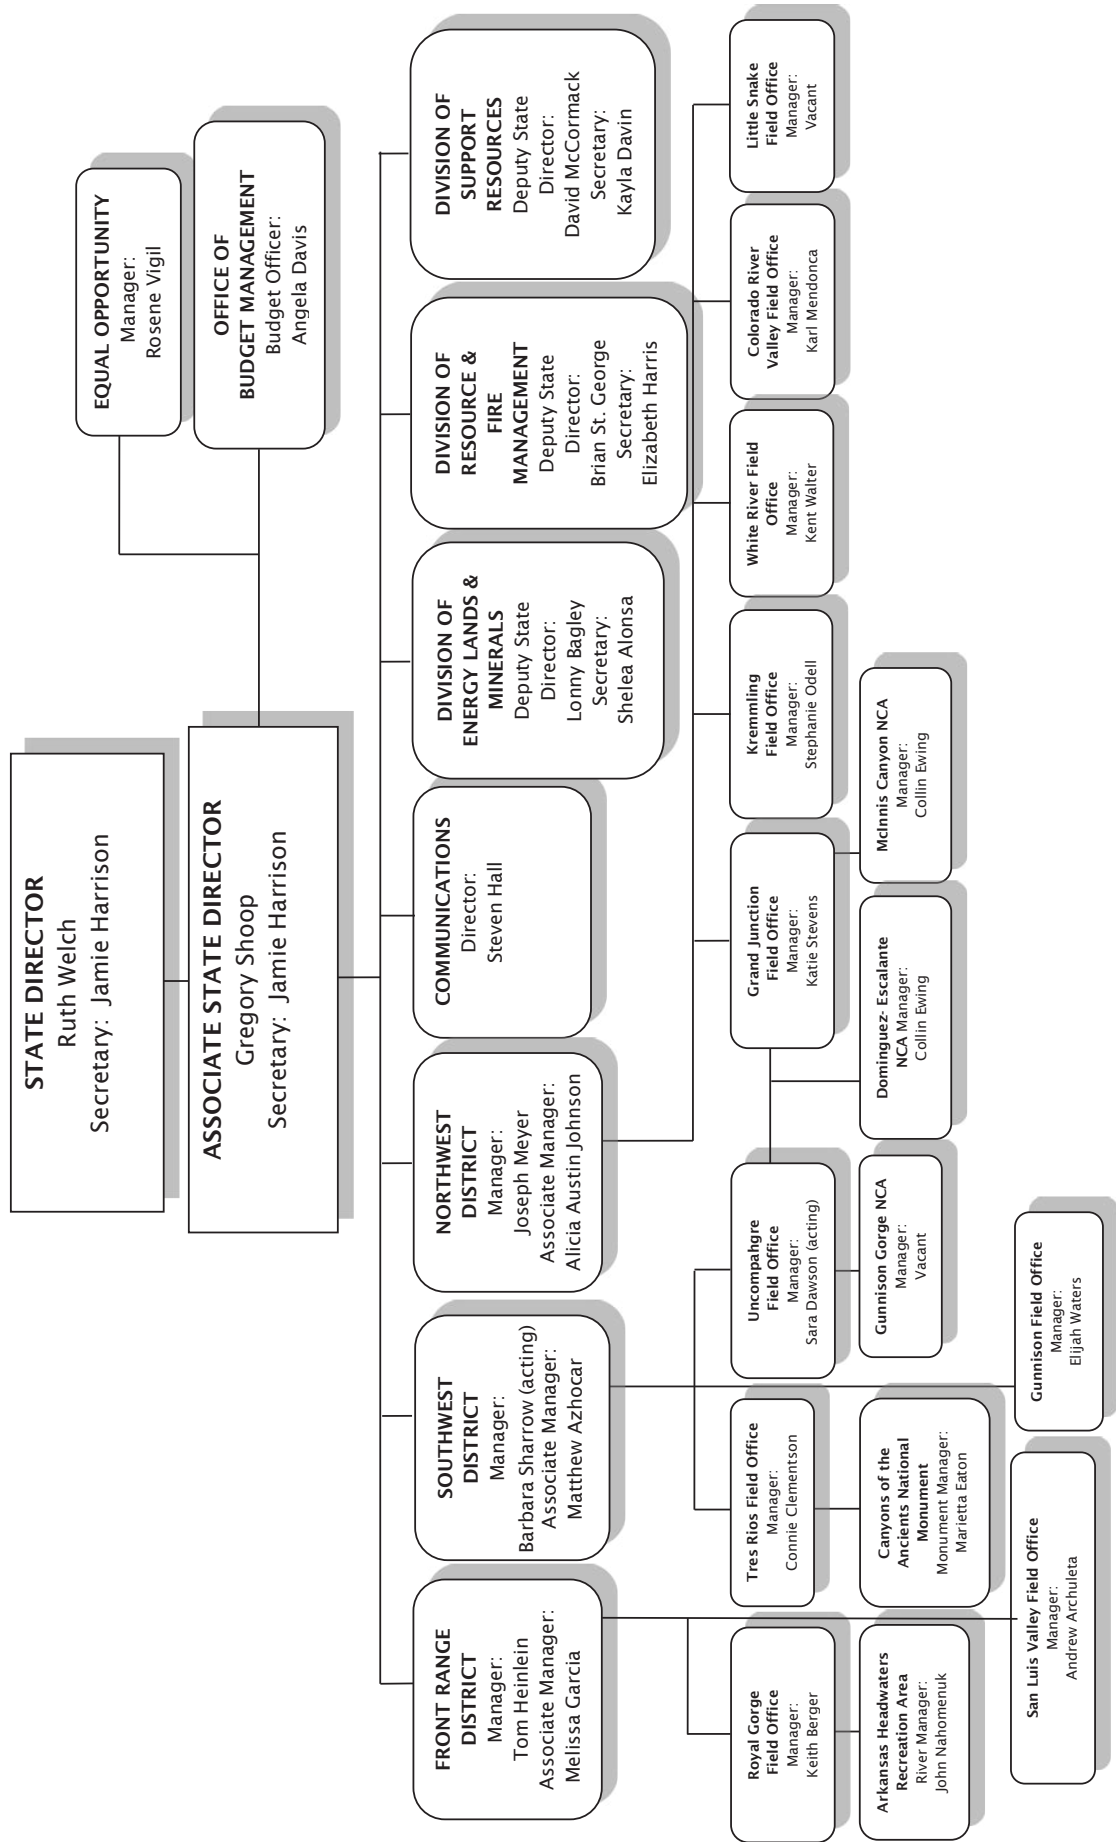 STATE DIRECTOR
Ruth Welch
Secretary: Jamie Harrison
ASSOCIATE STATE DIRECTOR
Gregory Shoop
Secretary: Jamie Harrison
EQUAL OPPORTUNITY
Manager:
Rosene Vigil
OFFICE OF
BUDGET MANAGEMENT
Budget Officer:
Angela Davis
FRONT RANGE
DISTRICT
Manager:
Tom Heinlein
Associate Manager:
Melissa Garcia
SOUTHWEST
DISTRICT
Manager:
Barbara Sharrow (acting)
Associate Manager:
Matthew Azhocar
NORTHWEST
DISTRICT
Manager:
Joseph Meyer
Associate Manager:
Alicia Austin Johnson
COMMUNICATIONS
Director:
Steven Hall
DIVISION OF
ENERGY LANDS &
MINERALS
Deputy State
Director:
Lonny Bagley
Secretary:
Shelea Alonsa
DIVISION OF
RESOURCE &
FIRE
MANAGEMENT
Deputy State
Director:
Brian St. George
Secretary:
Elizabeth Harris
DIVISION OF
SUPPORT
RESOURCES
Deputy State
Director:
David McCormack
Secretary:
Kayla Davin
Royal Gorge
Field Office
Manager:
Keith Berger
Tres Rios Field Office
Manager:
Connie Clementson
Uncompahgre
Field Office
Manager:
Sara Dawson (acting)
Grand Junction
Field Office
Manager:
Katie Stevens
Kremmling
Field Office
Manager:
Stephanie Odell
White River Field
Office
Manager:
Kent Walter
Colorado River
Valley Field Office
Manager:
Karl Mendonca
Little Snake
Field Office
Manager:
Vacant
Arkansas Headwaters
Recreation Area
River Manager:
John Nahomenuk
Canyons of the
Ancients National
Monument
Monument Manager:
Marietta Eaton
Gunnison Gorge NCA
Manager:
Vacant
Dominguez- Escalante
NCA Manager:
Collin Ewing
McInnis Canyon NCA
Manager:
Collin Ewing
San Luis Valley Field Office
Manager:
Andrew Archuleta
Gunnison Field Office
Manager:
Elijah Waters